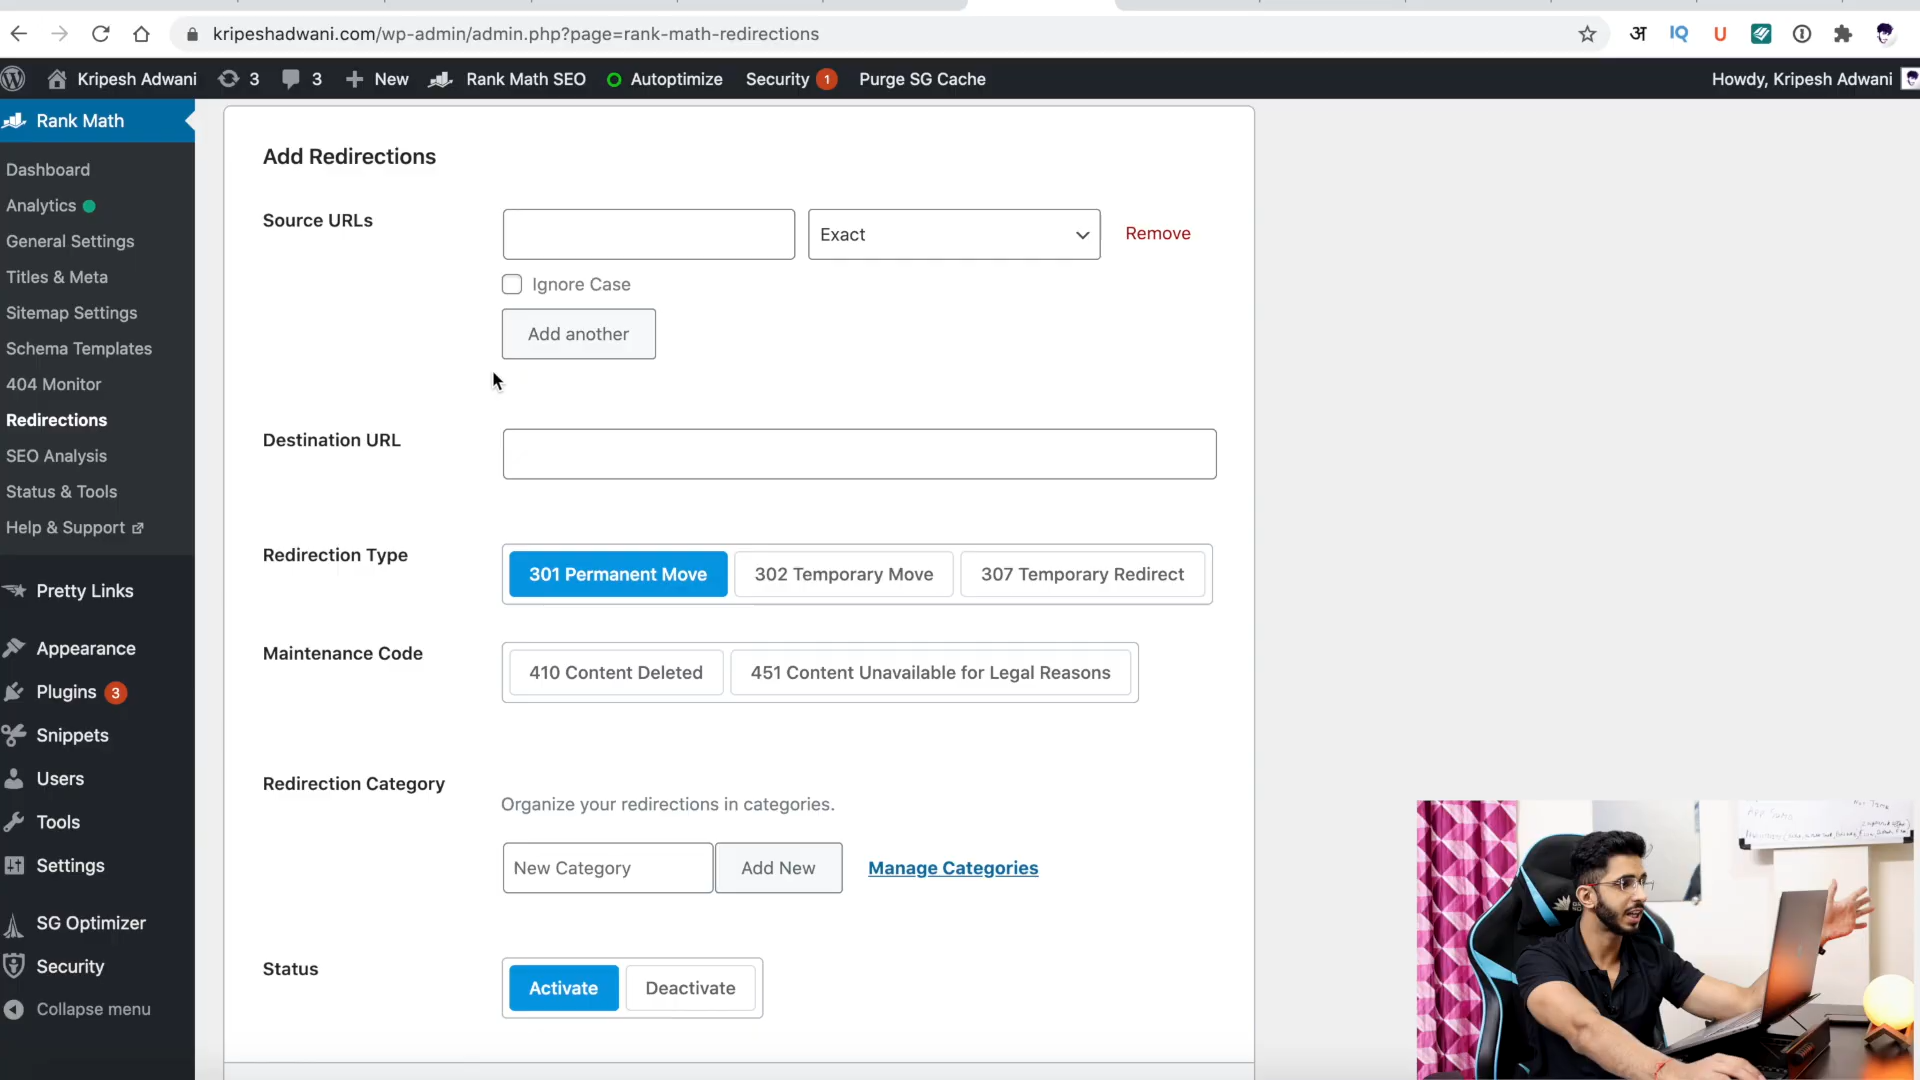 kripeshadwani.com/wp-admin/admin.php?page=rank-math-redirections
अ IQ U
Kripesh Adwani 3 3 New Rank Math SEO Autoptimize Security 1 Purge SG Cache Howdy, Kripesh Adwani
Rank Math
Dashboard
Analytics
General Settings
Titles & Meta
Sitemap Settings
Schema Templates
404 Monitor
Redirections
SEO Analysis
Status & Tools
Help & Support
Pretty Links
Appearance
Plugins 3
Snippets
Users
Tools
Settings
SG Optimizer
Security
Collapse menu
Add Redirections
Source URLs
Exact
Remove
Ignore Case
Add another
Destination URL
Redirection Type
301 Permanent Move 302 Temporary Move 307 Temporary Redirect
Maintenance Code
410 Content Deleted 451 Content Unavailable for Legal Reasons
Redirection Category
Organize your redirections in categories.
New Category Add New Manage Categories
Status
Activate Deactivate